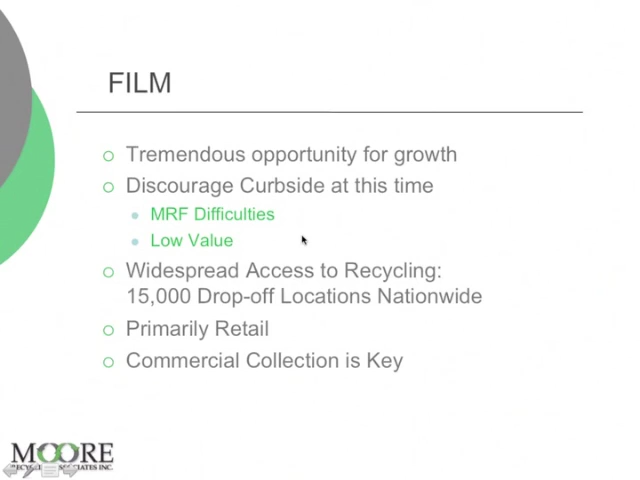 FILM
Tremendous opportunity for growth
Discourage Curbside at this time
MRF Difficulties
Low Value
Widespread Access to Recycling:
15,000 Drop-off Locations Nationwide
Primarily Retail
Commercial Collection is Key
MOORE
ASSOCIATES INC.